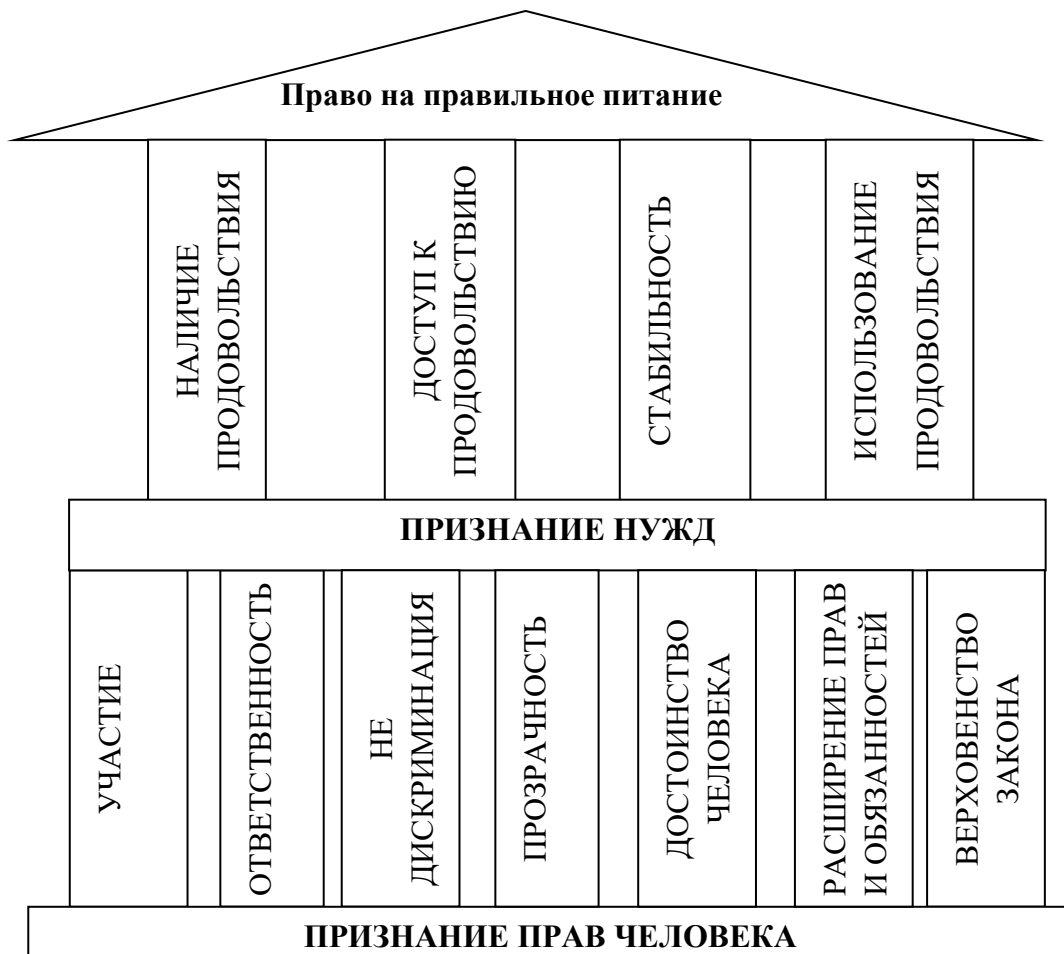 Право на правильное питание
НАЛИЧИЕ
ПРОДОВОЛЬСТВИЯ
ДОСТУП К
ПРОДОВОЛЬСТВИЮ
СТАБИЛЬНОСТЬ
ИСПОЛЬЗОВАНИЕ
ПРОДОВОЛЬСТВИЯ
ПРИЗНАНИЕ НУЖД
УЧАСТИЕ
ОТВЕТСТВЕННОСТЬ
НЕ
ДИСКРИМИНАЦИЯ
ПРОЗРАЧНОСТЬ
ДОСТОИНСТВО
ЧЕЛОВЕКА
РАСШИРЕНИЕ ПРАВ
И ОБЯЗАННОСТЕЙ
ВЕРХОВЕНСТВО
ЗАКОНА
ПРИЗНАНИЕ ПРАВ ЧЕЛОВЕКА